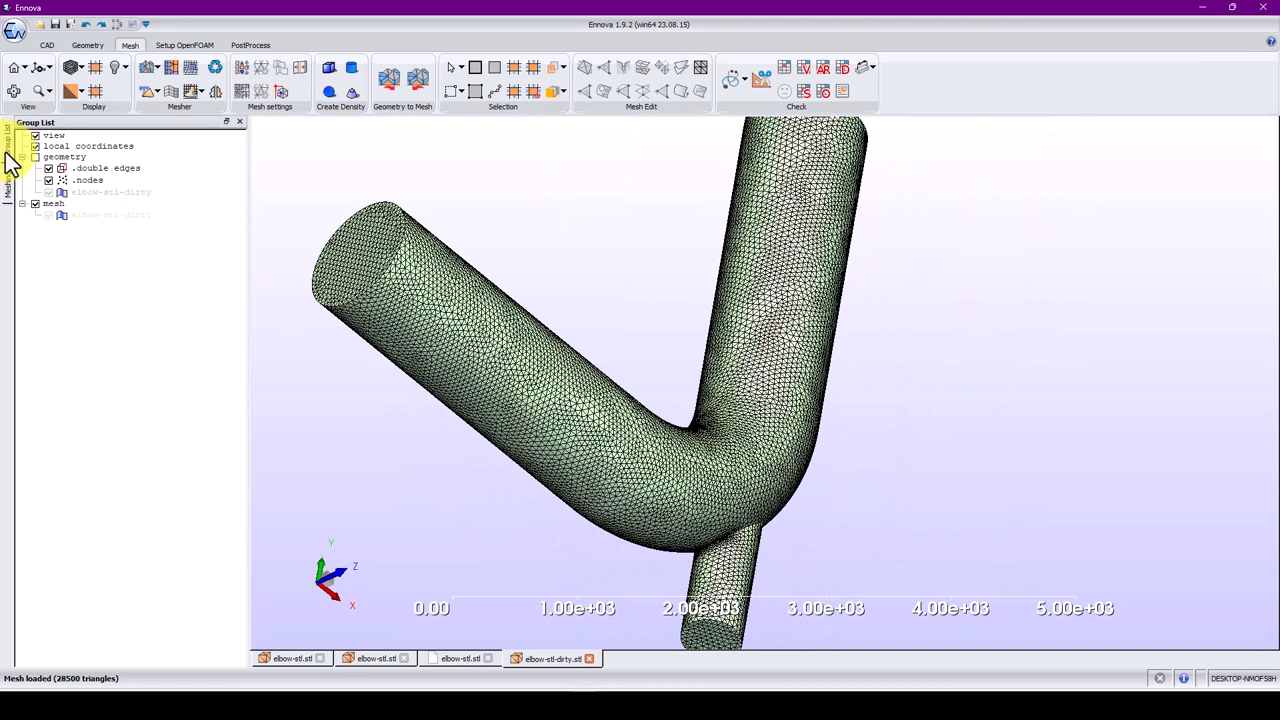 Ennova
Ennova 1.9.2 (win64 23.08.15)
CAD Geometry Mesh Setup OpenFOAM PostProcess
View Display Mesher Mesh settings Create Density Geometry to Mesh Selection Mesh Edit Check
Group List
view
local coordinates
geometry
.double edges
.nodes
elbow-stl-dirty
mesh
elbow-stl-dirty
Y
Z
X
0.00 1.00e+03 2.00e+03 3.00e+03 4.00e+03 5.00e+03
elbow-stl.stl elbow-stl.stl elbow-stl.stl elbow-stl-dirty.stl
Mesh loaded (28500 triangles)
DESKTOP-NMOF58H